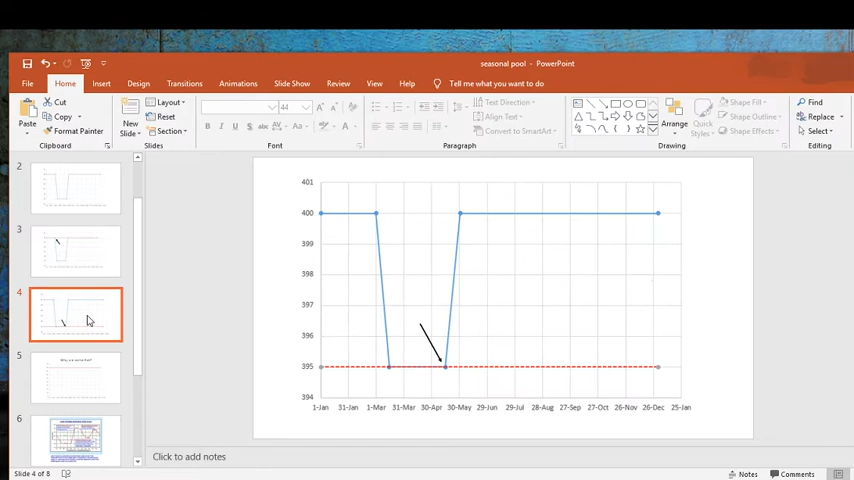 seasonal pool - PowerPoint
File Home Insert Design Transitions Animations Slide Show Review View Help Tell me what you want to do
Paste
Cut
Copy
Format Painter
Clipboard
New
Slide
Layout
Reset
Section
Slides
44
B I U S abc AV Aa A
Font
Text Direction
Align Text
Convert to SmartArt
Paragraph
Arrange
Quick
Styles
Shape Fill
Shape Outline
Shape Effects
Drawing
Find
Replace
Select
Editing
2
3
4
5
6
401
400
399
398
397
396
395
394
1-Jan 31-Jan 1-Mar 31-Mar 30-Apr 30-May 29-Jun 29-Jul 28-Aug 27-Sep 27-Oct 26-Nov 26-Dec 25-Jan
Click to add notes
Slide 4 of 8
Notes Comments